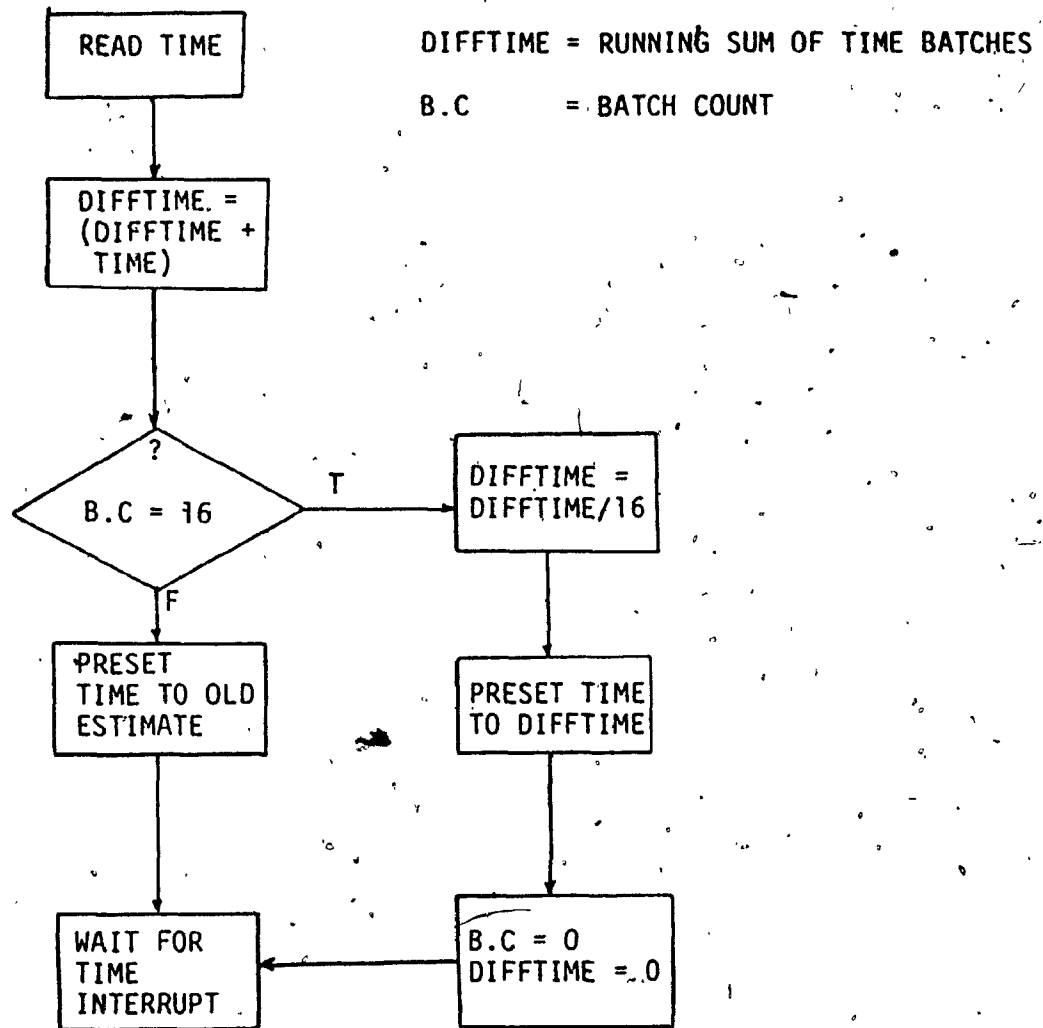 READ TIME
DIFFTIME = RUNNING SUM OF TIME BATCHES
B.C = BATCH COUNT
DIFFTIME =
(DIFFTIME +
TIME)
?
B.C = 16
T
F
DIFFTIME =
DIFFTIME/16
PRESET
TIME TO OLD
ESTIMATE
PRESET TIME
TO DIFFTIME
WAIT FOR
TIME
INTERRUPT
B.C = 0
DIFFTIME = 0